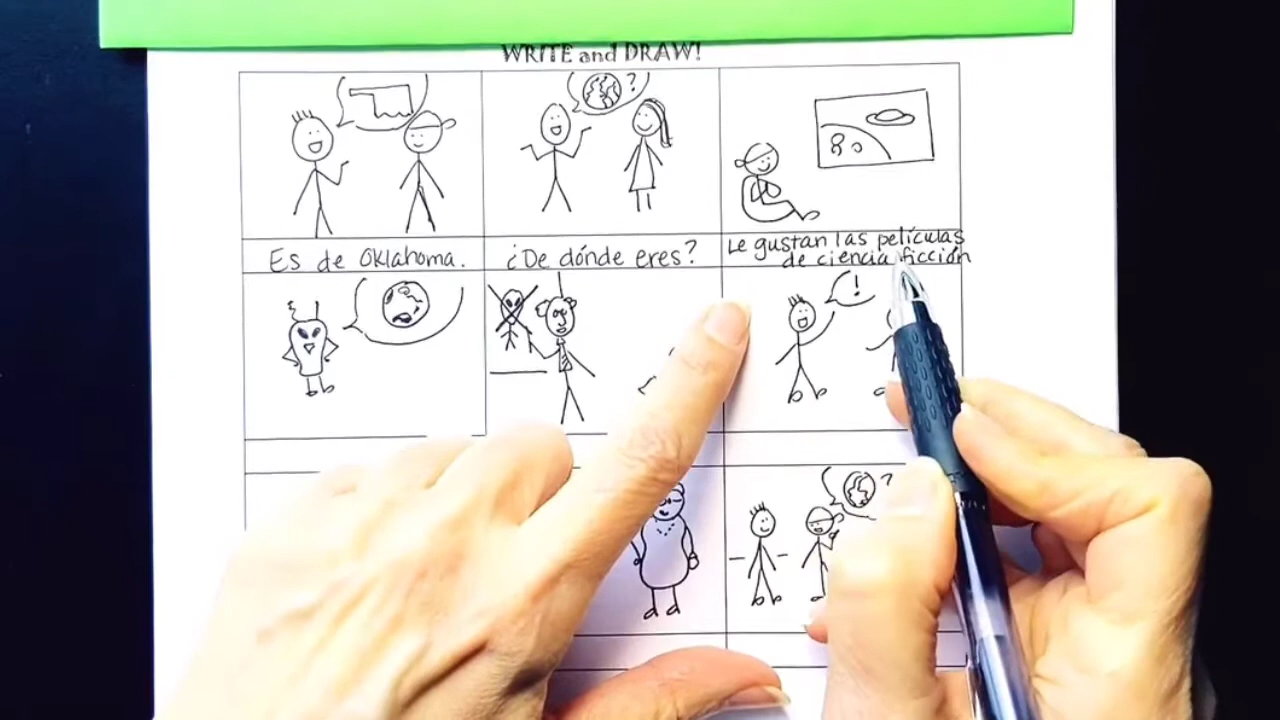 WRITE and DRAW!
?
Es de Oklahoma.
¿De dónde eres?
Le gustan las películas
de ciencia ficción
!
?